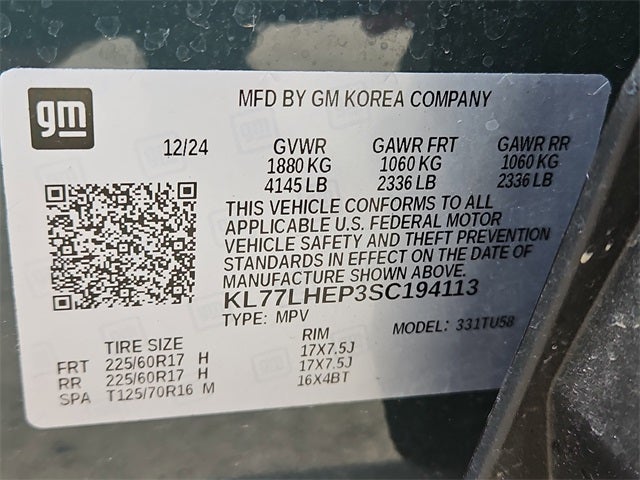 gm
MFD BY GM KOREA COMPANY
12/24 GVWR GAWR FRT GAWR RR
1880 KG 1060 KG 1060 KG
4145 LB 2336 LB 2336 LB
THIS VEHICLE CONFORMS TO ALL
APPLICABLE U.S. FEDERAL MOTOR
VEHICLE SAFETY AND THEFT PREVENTION
STANDARDS IN EFFECT ON THE DATE OF
MANUFACTURE SHOWN ABOVE.
KL77LHEP3SC194113
TYPE: MPV MODEL: 331TU58
TIRE SIZE RIM
FRT 225/60R17 H 17X7.5J
RR 225/60R17 H 17X7.5J
SPA T125/70R16 M 16X4BT